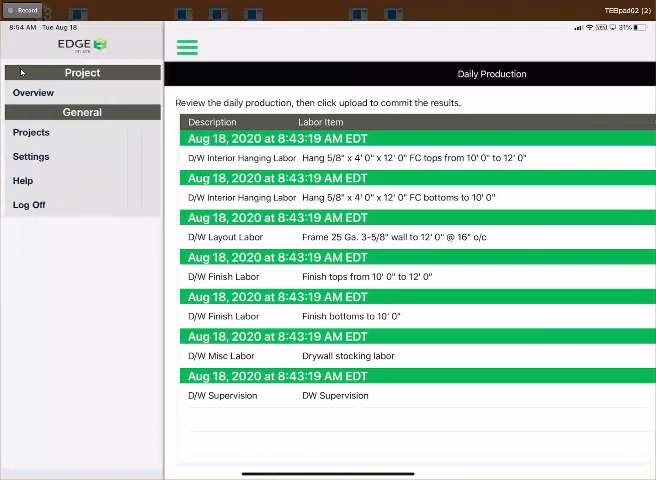 Record
TEBpad02 (2)
8:54 AM Tue Aug 18
VPN
31%
EDGE
on site
Project
Overview
General
Projects
Settings
Help
Log Off
Daily Production
Review the daily production, then click upload to commit the results.
Description Labor Item
Aug 18, 2020 at 8:43:19 AM EDT
D/W Interior Hanging Labor Hang 5/8" x 4' 0" x 12' 0" FC tops from 10' 0" to 12' 0"
Aug 18, 2020 at 8:43:19 AM EDT
D/W Interior Hanging Labor Hang 5/8" x 4' 0" x 12' 0" FC bottoms to 10' 0"
Aug 18, 2020 at 8:43:19 AM EDT
D/W Layout Labor Frame 25 Ga. 3-5/8" wall to 12' 0" @ 16" o/c
Aug 18, 2020 at 8:43:19 AM EDT
D/W Finish Labor Finish tops from 10' 0" to 12' 0"
Aug 18, 2020 at 8:43:19 AM EDT
D/W Finish Labor Finish bottoms to 10' 0"
Aug 18, 2020 at 8:43:19 AM EDT
D/W Misc Labor Drywall stocking labor
Aug 18, 2020 at 8:43:19 AM EDT
D/W Supervision DW Supervision